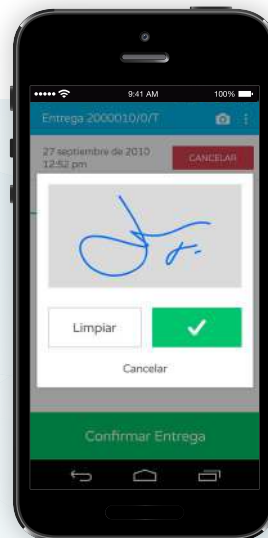 9:41 AM
100%
Entrega 2000010/0/T
27 septiembre de 2010
12:52 pm
CANCELAR
Limpiar
Cancelar
Confirmar Entrega